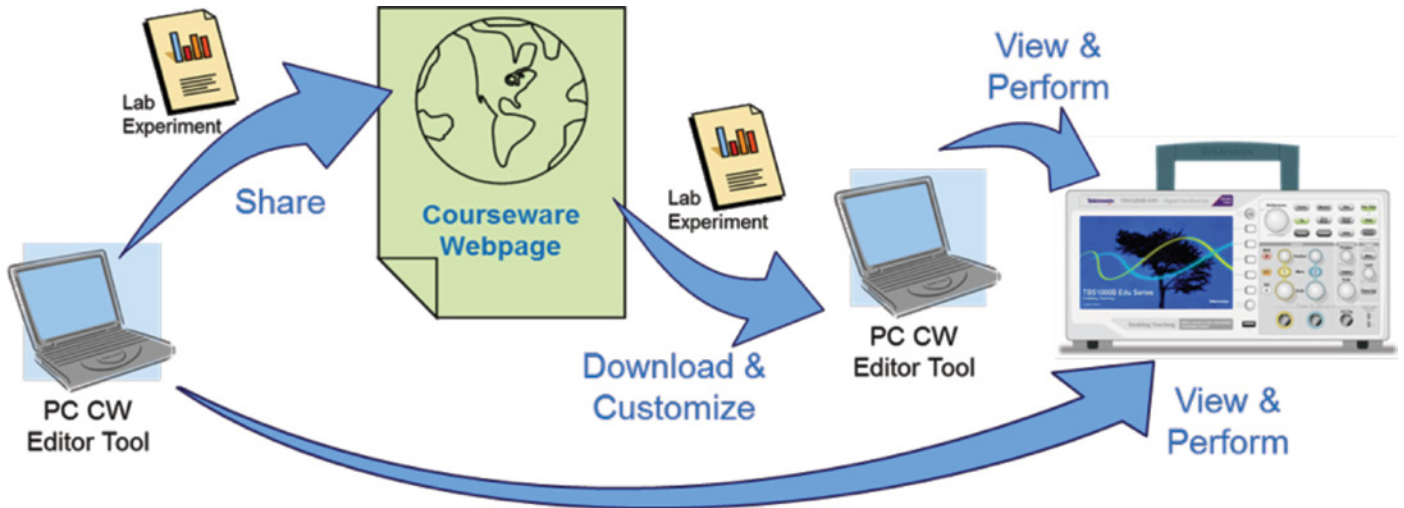 Lab
Experiment
Share
PC CW
Editor Tool
Courseware
Webpage
Lab
Experiment
Download &
Customize
PC CW
Editor Tool
View &
Perform
Tektronix
TBS1000B Edu Series
View &
Perform